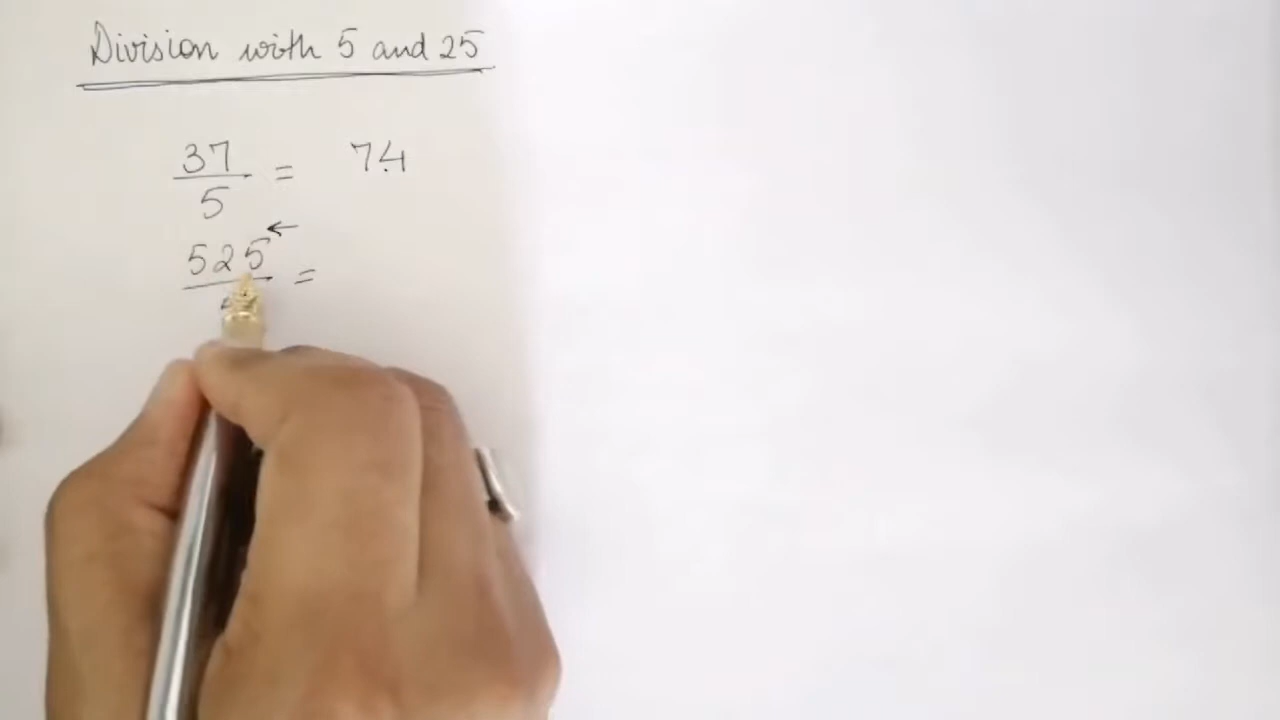 Division with 5 and 25
37
5 = 7.4
525 ←
=